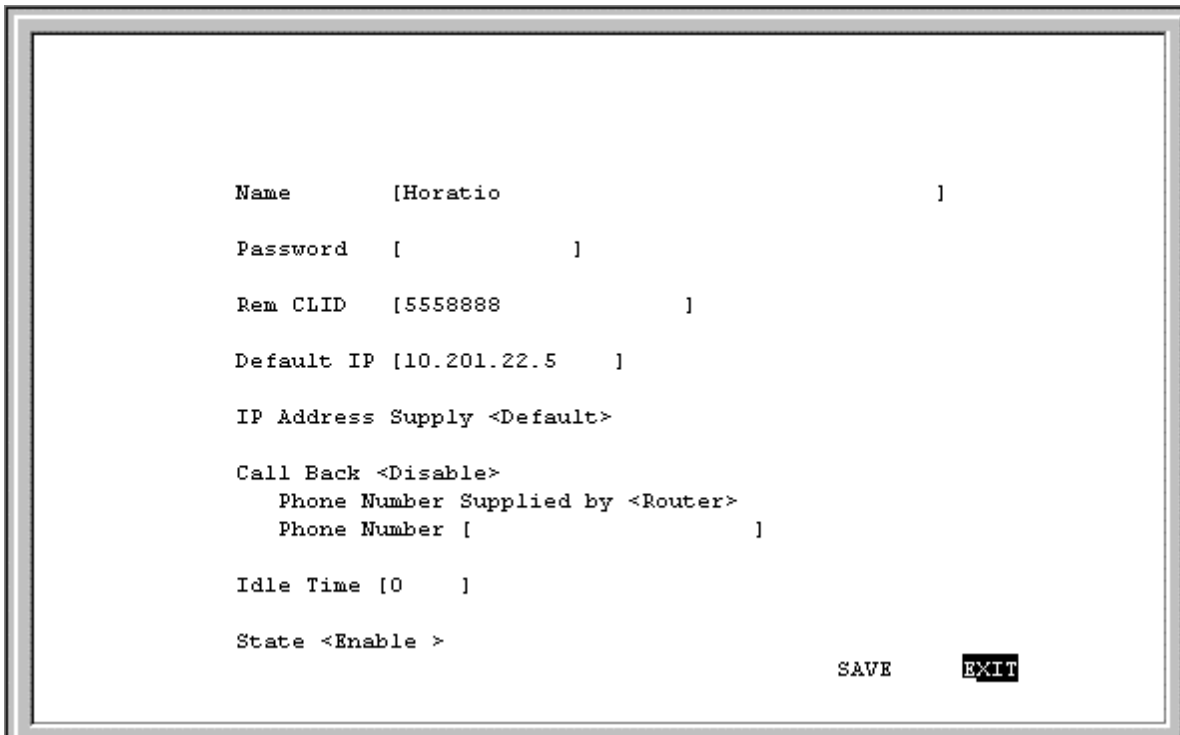 Name [Horatio ]
Password [ ]
Rem CLID [5558888 ]
Default IP [10.201.22.5 ]
IP Address Supply <Default>
Call Back <Disable>
Phone Number Supplied by <Router>
Phone Number [ ]
Idle Time [0 ]
State <Enable >
SAVE EXIT